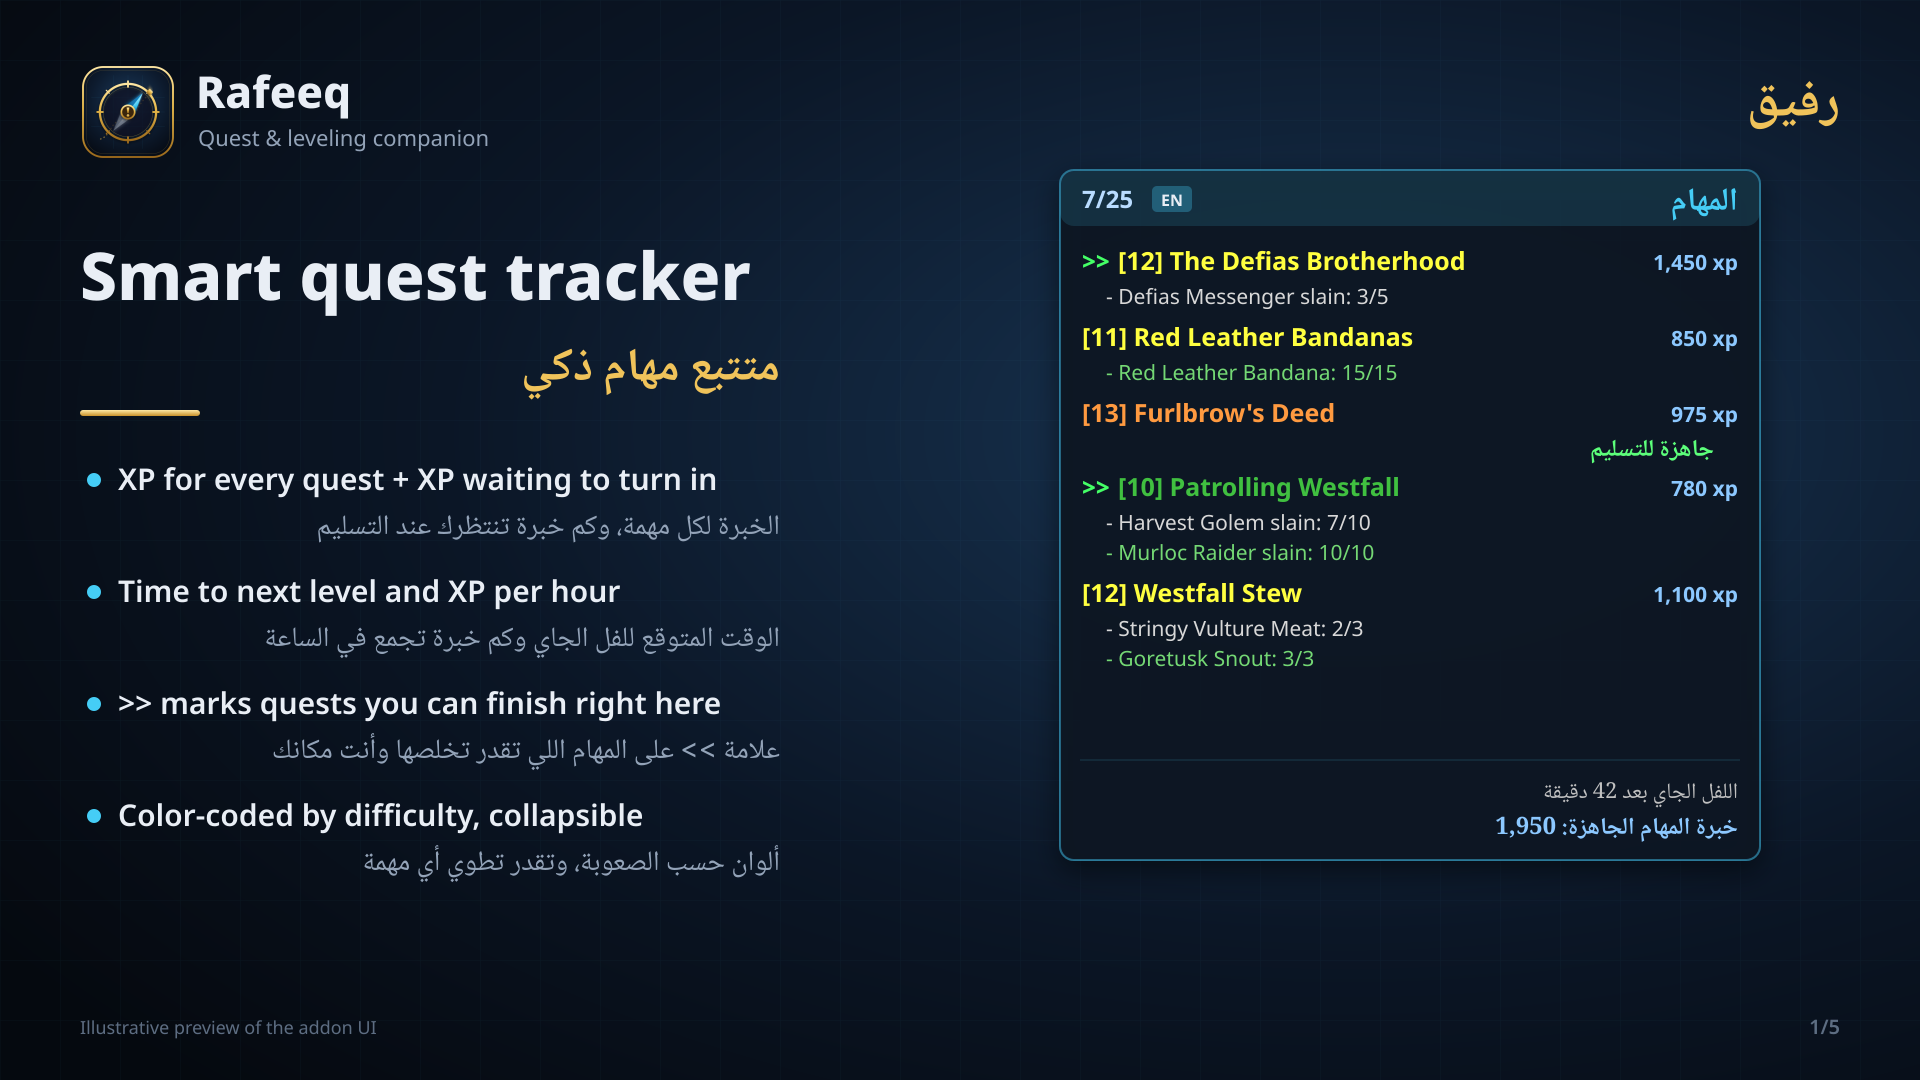 Rafeeq
Quest & leveling companion
رفيق
Smart quest tracker
متتبع مهام ذكي
XP for every quest + XP waiting to turn in
الخبرة لكل مهمة، وكم خبرة تنتظرك عند التسليم
Time to next level and XP per hour
الوقت المتوقع للفل الجاي وكم خبرة تجمع في الساعة
>> marks quests you can finish right here
علامة >> على المهام اللي تقدر تخلصها وأنت مكانك
Color-coded by difficulty, collapsible
ألوان حسب الصعوبة، وتقدر تطوي أي مهمة
7/25 EN المهام
>> [12] The Defias Brotherhood 1,450 xp
- Defias Messenger slain: 3/5
[11] Red Leather Bandanas 850 xp
- Red Leather Bandana: 15/15
[13] Furlbrow's Deed 975 xp
جاهزة للتسليم
>> [10] Patrolling Westfall 780 xp
- Harvest Golem slain: 7/10
- Murloc Raider slain: 10/10
[12] Westfall Stew 1,100 xp
- Stringy Vulture Meat: 2/3
- Goretusk Snout: 3/3
اللفل الجاي بعد 42 دقيقة
خبرة المهام الجاهزة: 1,950
Illustrative preview of the addon UI
1/5